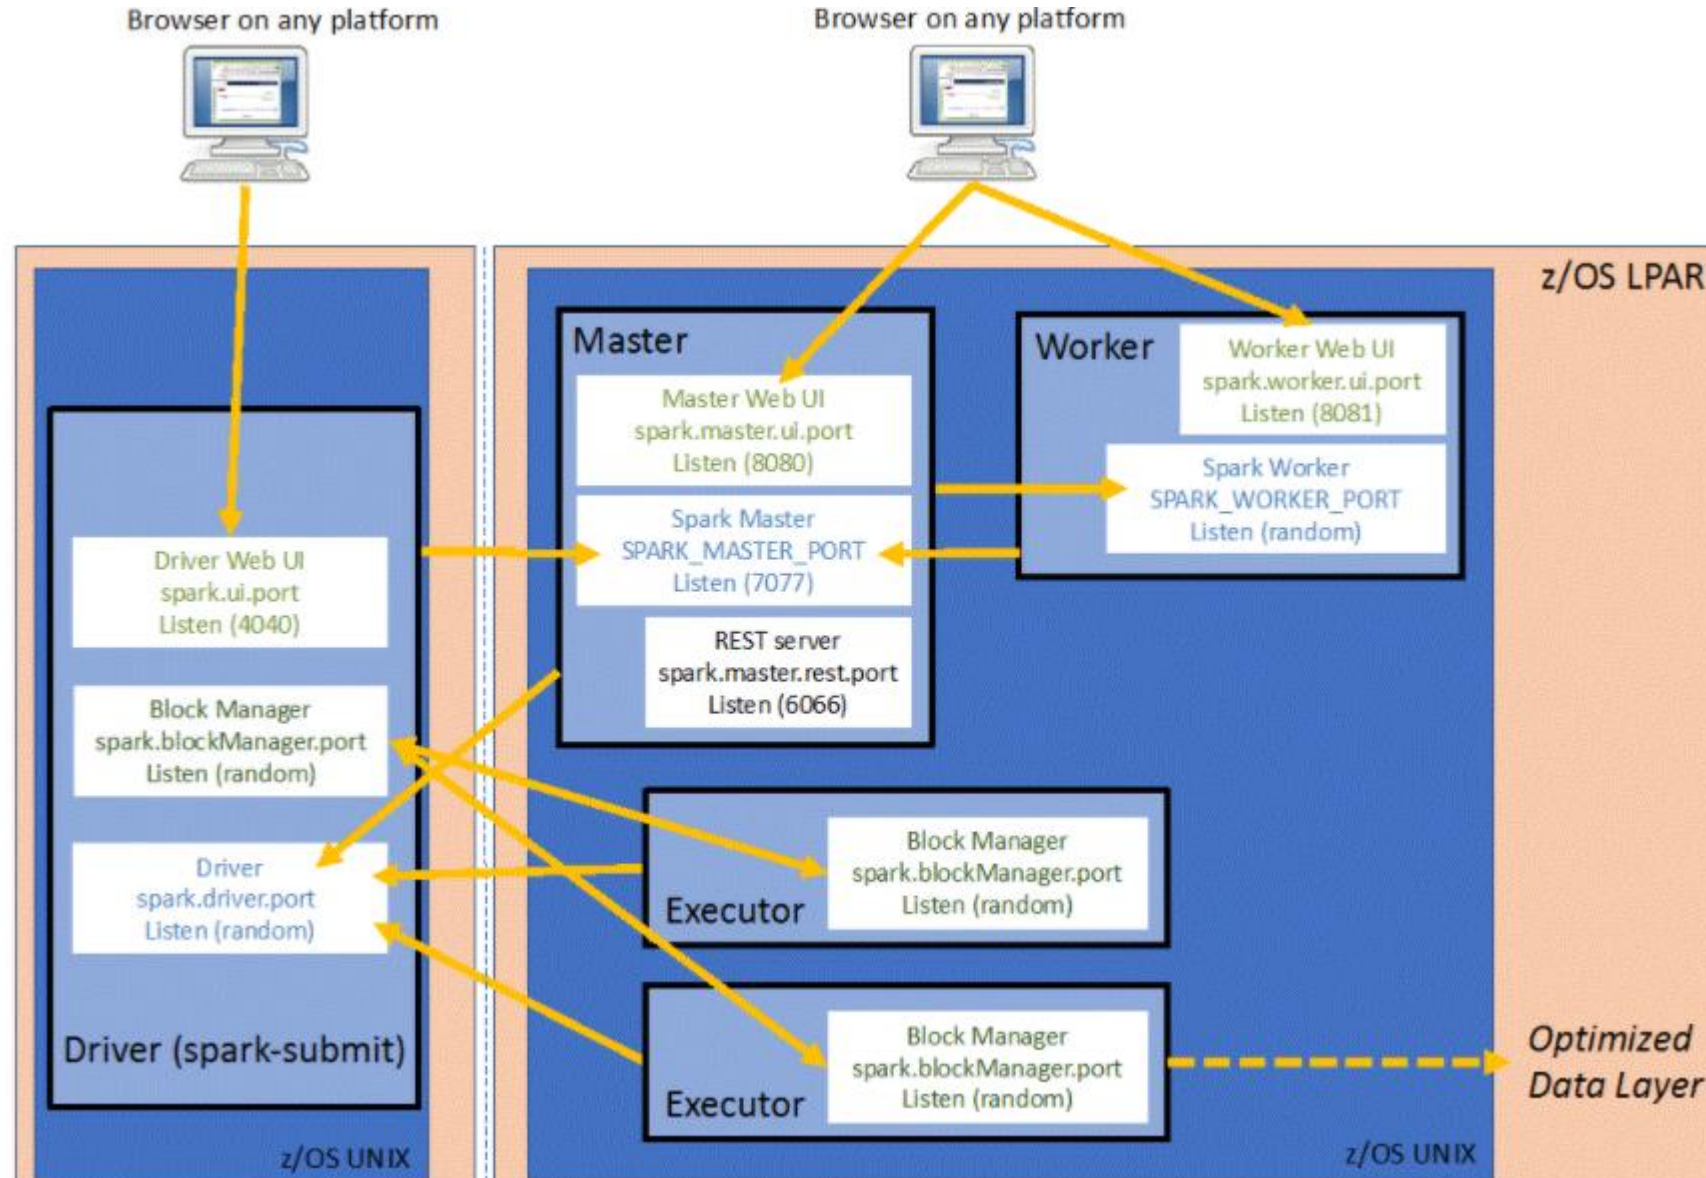 Browser on any platform
Browser on any platform
z/OS LPAR
Master
Master Web UI
spark.master.ui.port
Listen (8080)
Spark Master
SPARK_MASTER_PORT
Listen (7077)
REST server
spark.master.rest.port
Listen (6066)
Worker
Worker Web UI
spark.worker.ui.port
Listen (8081)
Spark Worker
SPARK_WORKER_PORT
Listen (random)
Driver Web UI
spark.ui.port
Listen (4040)
Block Manager
spark.blockManager.port
Listen (random)
Driver
spark.driver.port
Listen (random)
Driver (spark-submit)
z/OS UNIX
Block Manager
spark.blockManager.port
Listen (random)
Executor
Block Manager
spark.blockManager.port
Listen (random)
Executor
Optimized
Data Layer
z/OS UNIX